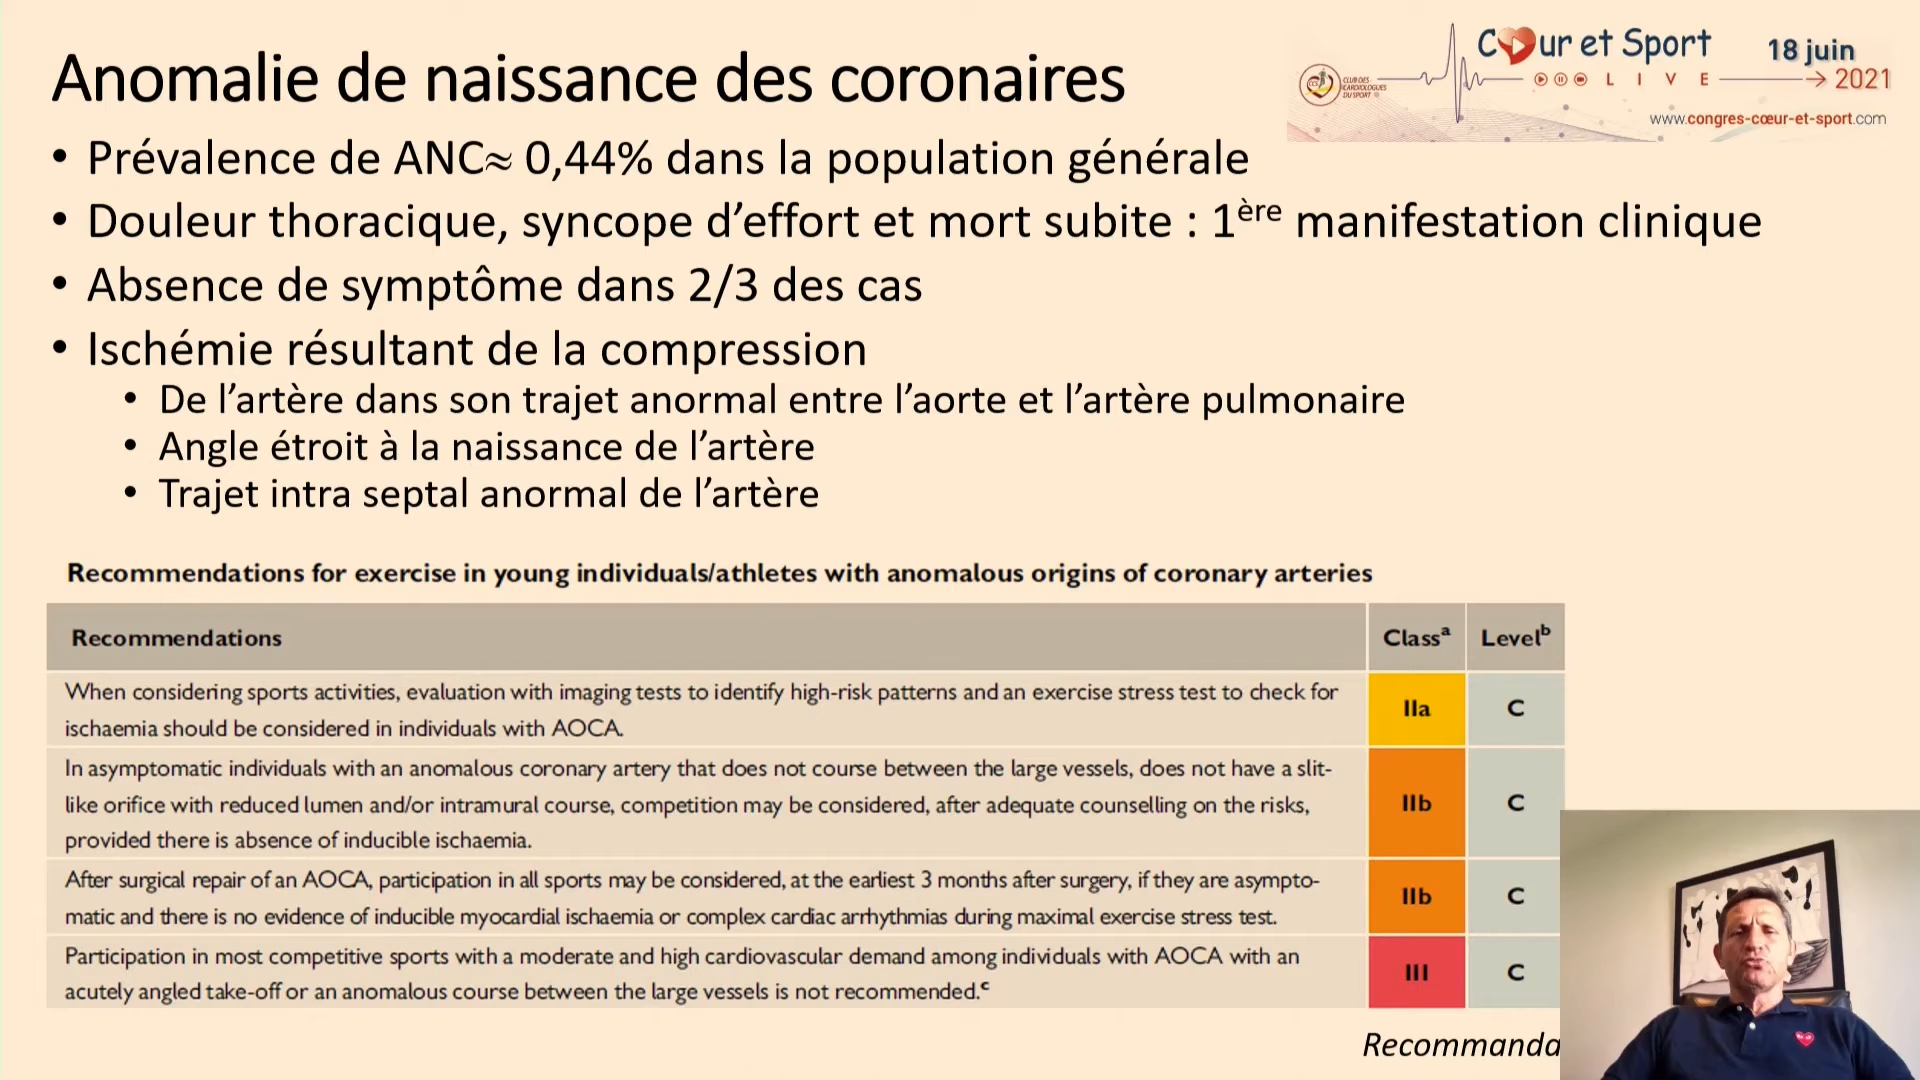 Anomalie de naissance des coronaires
Cœur et Sport
18 juin
LIVE
2021
CLUB DES
CARDIOLOGUES
DU SPORT
www.congres-cœur-et-sport.com
• Prévalence de ANC≈ 0,44% dans la population générale
• Douleur thoracique, syncope d’effort et mort subite : 1ère manifestation clinique
• Absence de symptôme dans 2/3 des cas
• Ischémie résultant de la compression
• De l’artère dans son trajet anormal entre l’aorte et l’artère pulmonaire
• Angle étroit à la naissance de l’artère
• Trajet intra septal anormal de l’artère
Recommendations for exercise in young individuals/athletes with anomalous origins of coronary arteries
Recommendations Classa Levelb
When considering sports activities, evaluation with imaging tests to identify high-risk patterns and an exercise stress test to check for
ischaemia should be considered in individuals with AOCA.
IIa C
In asymptomatic individuals with an anomalous coronary artery that does not course between the large vessels, does not have a slit-
like orifice with reduced lumen and/or intramural course, competition may be considered, after adequate counselling on the risks,
provided there is absence of inducible ischaemia.
IIb C
After surgical repair of an AOCA, participation in all sports may be considered, at the earliest 3 months after surgery, if they are asympto-
matic and there is no evidence of inducible myocardial ischaemia or complex cardiac arrhythmias during maximal exercise stress test.
IIb C
Participation in most competitive sports with a moderate and high cardiovascular demand among individuals with AOCA with an
acutely angled take-off or an anomalous course between the large vessels is not recommended.c
III C
Recommanda